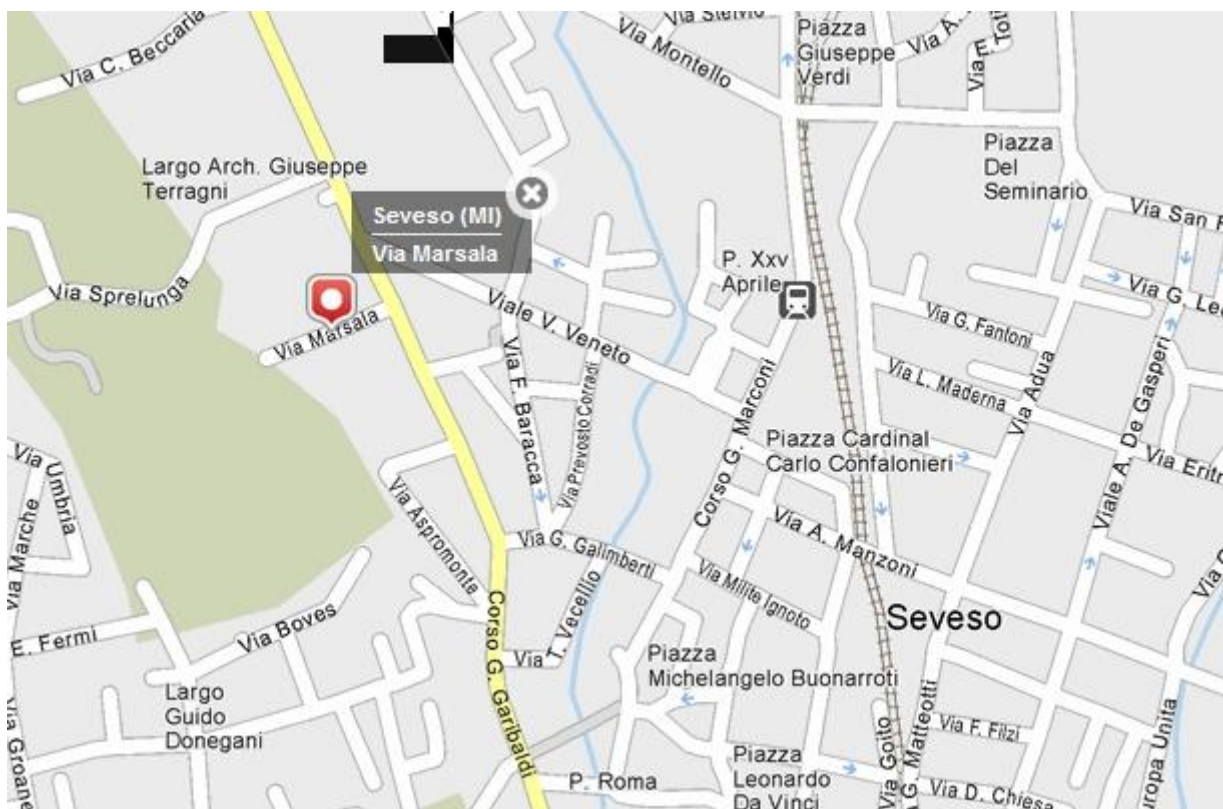 Via Stelvio
Piazza
Giuseppe
Verdi
Via A.
Via E. Tol
Via C. Beccaria
Via Montello
Largo Arch. Giuseppe
Terragni
Piazza
Del
Seminario
Seveso (MI)
Via Marsala
Via San F
P. Xxv
Aprile
Via Sprelunga
Via Marsala
Viale V. Veneto
Via G. Fantoni
Via G. Le
Via F. Baracca
Via Prevosto Corradi
Corso G. Marconi
Via L. Maderna
Via Adua
Viale A. De Gasperi
Piazza Cardinal
Carlo Confalonieri
Via Eritr
Via Umbria
Via Marche
Via Aspromonte
Via G. Galimberti
Via A. Manzoni
Via Milite Ignoto
E. Fermi
Via Boves
Corso G. Garibaldi
Via T. Vecellio
Seveso
Piazza
Michelangelo Buonarroti
Largo
Guido
Donegani
Via Groane
Via F. Filzi
Via Gotto
G. Matteotti
ropa Unita
P. Roma
Piazza
Leonardo
Da Vinci
Via D. Chiesa